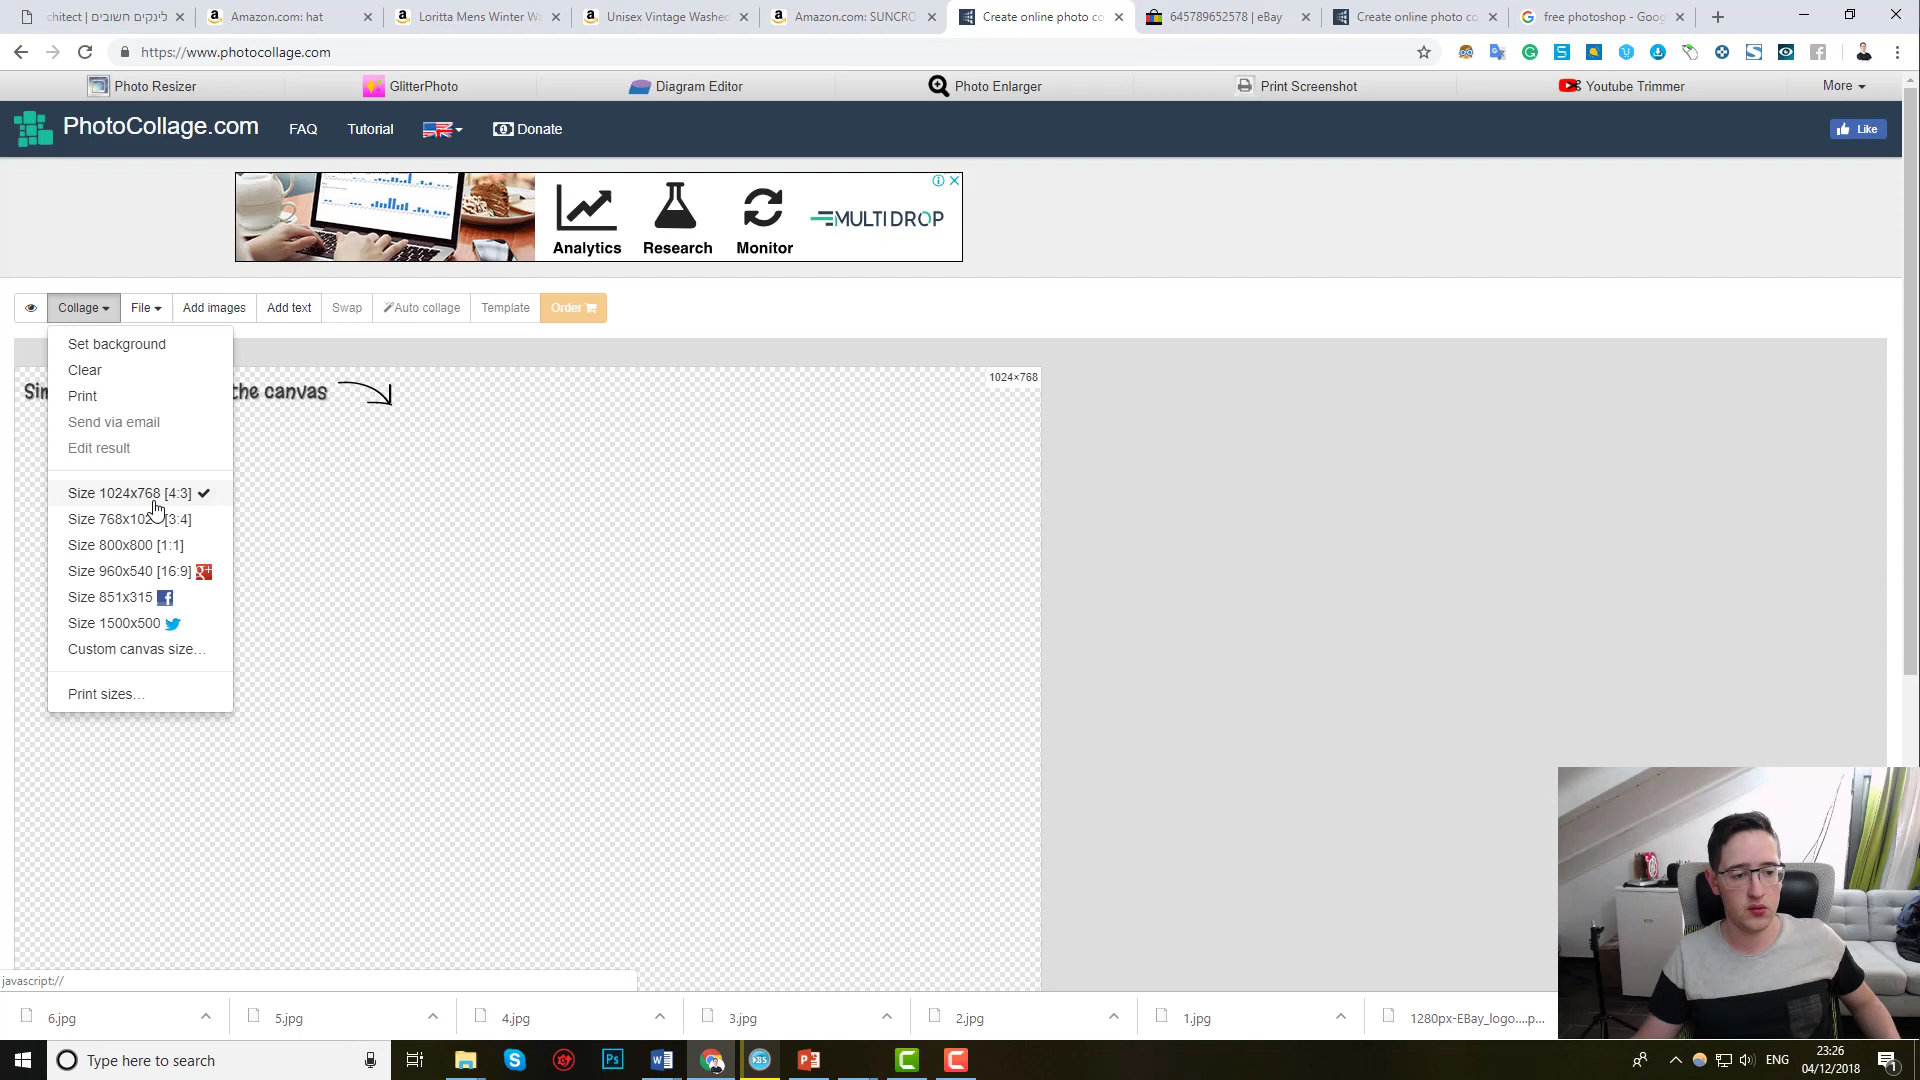 chitect | לינקים חשובים
Amazon.com: hat
Loritta Mens Winter W
Unisex Vintage Washed
Amazon.com: SUNCRO
Create online photo co
645789652578 | eBay
Create online photo co
free photoshop - Goog
https://www.photocollage.com
Photo Resizer
GlitterPhoto
Diagram Editor
Photo Enlarger
Print Screenshot
Youtube Trimmer
More
PhotoCollage.com
FAQ
Tutorial
Donate
Like
Analytics
Research
Monitor
MULTIDROP
Collage
File
Add images
Add text
Swap
Auto collage
Template
Order
Set background
Clear
Print
Send via email
Edit result
the canvas
1024×768
Size 1024x768 [4:3]
Size 768x102 [3:4]
Size 800x800 [1:1]
Size 960x540 [16:9]
Size 851x315
Size 1500x500
Custom canvas size...
Print sizes...
javascript://
6.jpg
5.jpg
4.jpg
3.jpg
2.jpg
1.jpg
1280px-EBay_logo....p...
Type here to search
ENG
23:26
04/12/2018